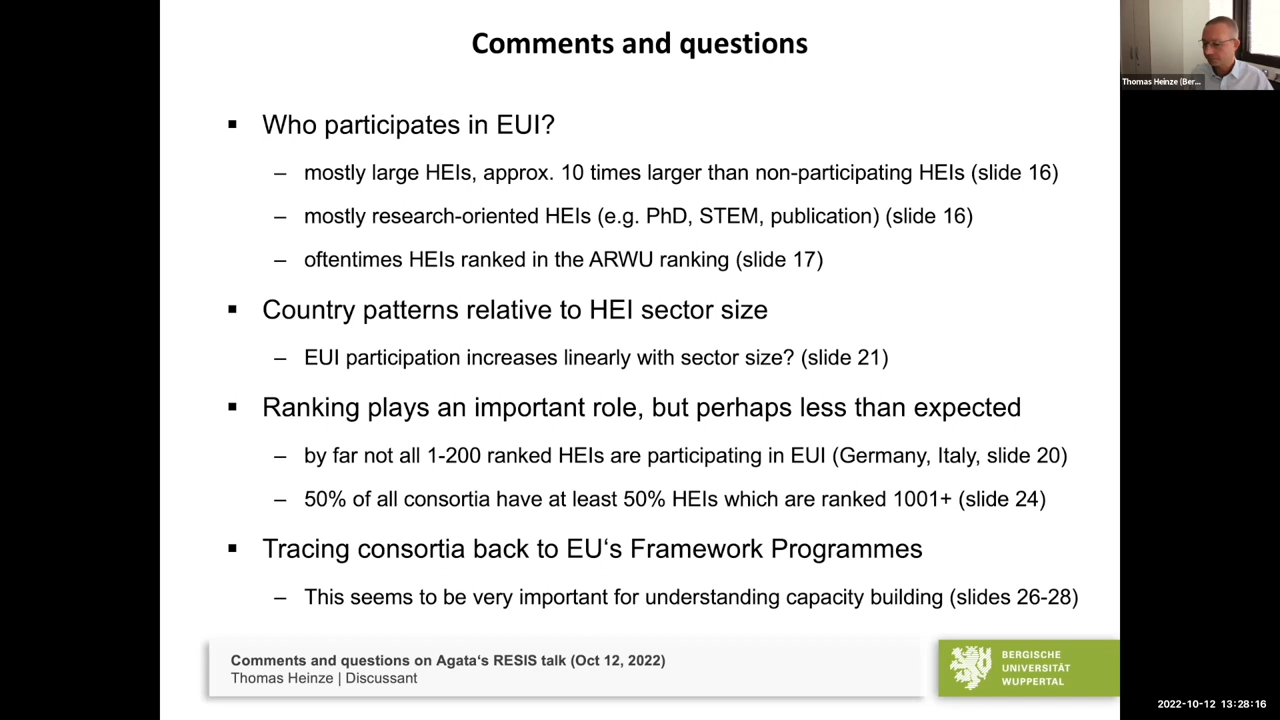 Comments and questions
Thomas Heinze (Ber...
▪ Who participates in EUI?
– mostly large HEIs, approx. 10 times larger than non-participating HEIs (slide 16)
– mostly research-oriented HEIs (e.g. PhD, STEM, publication) (slide 16)
– oftentimes HEIs ranked in the ARWU ranking (slide 17)
▪ Country patterns relative to HEI sector size
– EUI participation increases linearly with sector size? (slide 21)
▪ Ranking plays an important role, but perhaps less than expected
– by far not all 1-200 ranked HEIs are participating in EUI (Germany, Italy, slide 20)
– 50% of all consortia have at least 50% HEIs which are ranked 1001+ (slide 24)
▪ Tracing consortia back to EU‘s Framework Programmes
– This seems to be very important for understanding capacity building (slides 26-28)
Comments and questions on Agata‘s RESIS talk (Oct 12, 2022)
Thomas Heinze | Discussant
BERGISCHE
UNIVERSITÄT
WUPPERTAL
2022-10-12 13:28:16